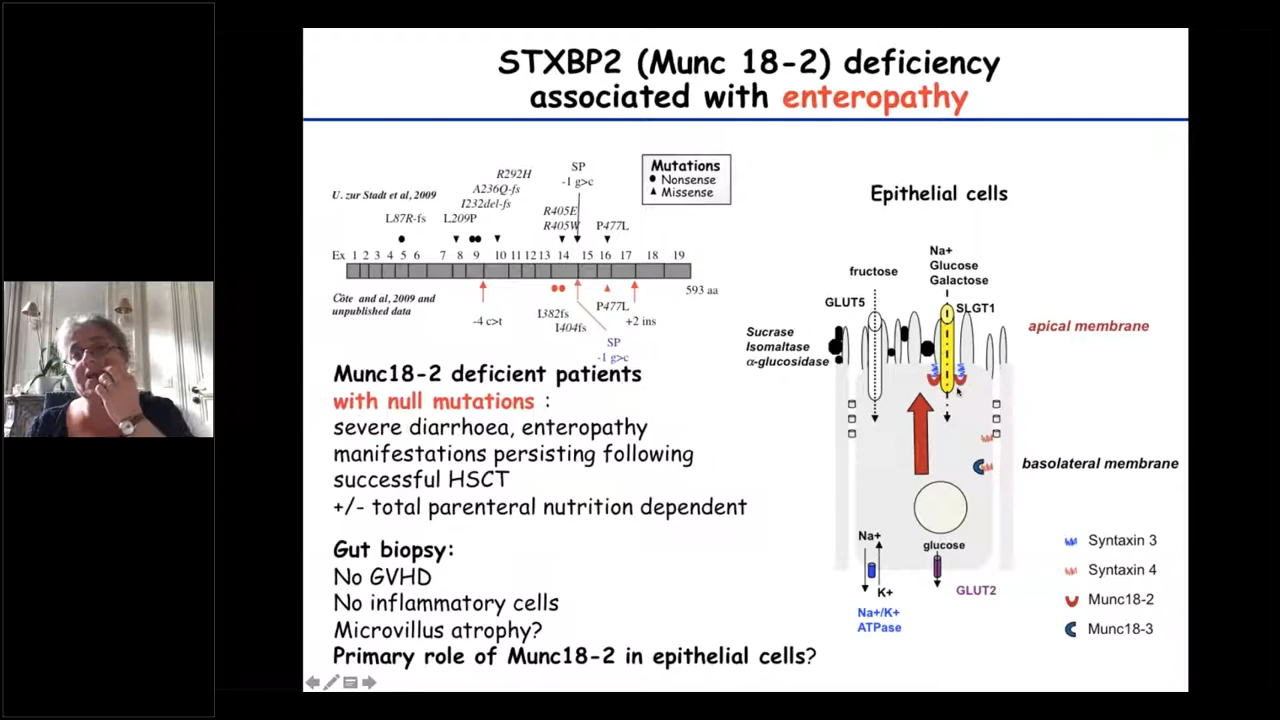 STXBP2 (Munc 18-2) deficiency
associated with enteropathy
U. zur Stadt et al, 2009
SP
-1 g>c
R292H
A236Q-fs
I232del-fs
L87R-fs
L209P
R405E
R405W
P477L
Mutations
Nonsense
Missense
Ex 1 2 3 4 5 6 7 8 9 10 11 12 13 14 15 16 17 18 19
593 aa
Côte and al, 2009 and
unpublished data
-4 c>t
I382fs
I404fs
P477L
+2 ins
SP
-1 g>c
Munc18-2 deficient patients
with null mutations :
severe diarrhoea, enteropathy
manifestations persisting following
successful HSCT
+/- total parenteral nutrition dependent
Gut biopsy:
No GVHD
No inflammatory cells
Microvillus atrophy?
Primary role of Munc18-2 in epithelial cells?
Epithelial cells
Na+
Glucose
Galactose
fructose
GLUT5
SLGT1
Sucrase
Isomaltase
α-glucosidase
apical membrane
basolateral membrane
Na+
K+
Na+/K+
ATPase
glucose
GLUT2
Syntaxin 3
Syntaxin 4
Munc18-2
Munc18-3